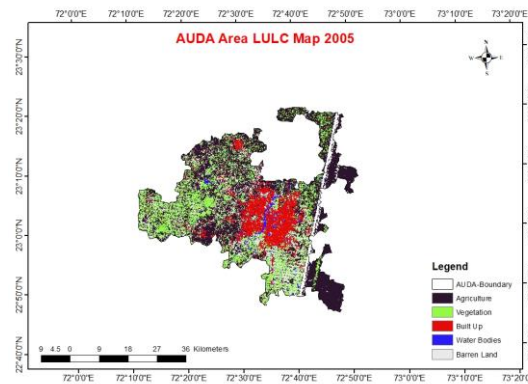 72°0'0"E 72°10'0"E 72°20'0"E 72°30'0"E 72°40'0"E 72°50'0"E 73°0'0"E 73°10'0"E 73°20'0"E
AUDA Area LULC Map 2005
N
W E
S
23°30'0"N
23°20'0"N
23°10'0"N
23°0'0"N
22°50'0"N
22°40'0"N
Legend
AUDA-Boundary
Agriculture
Vegetation
Built Up
Water Bodies
Barren Land
9 4.5 0 9 18 27 36 Kilometers
72°0'0"E 72°10'0"E 72°20'0"E 72°30'0"E 72°40'0"E 72°50'0"E 73°0'0"E 73°10'0"E 73°20'0"E